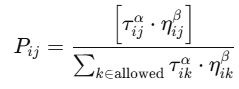 P_{ij} = \frac{\left[ \tau_{ij}^{\alpha} \cdot \eta_{ij}^{\beta} \right]}{\sum_{k \in \text{allowed}} \tau_{ik}^{\alpha} \cdot \eta_{ik}^{\beta}}